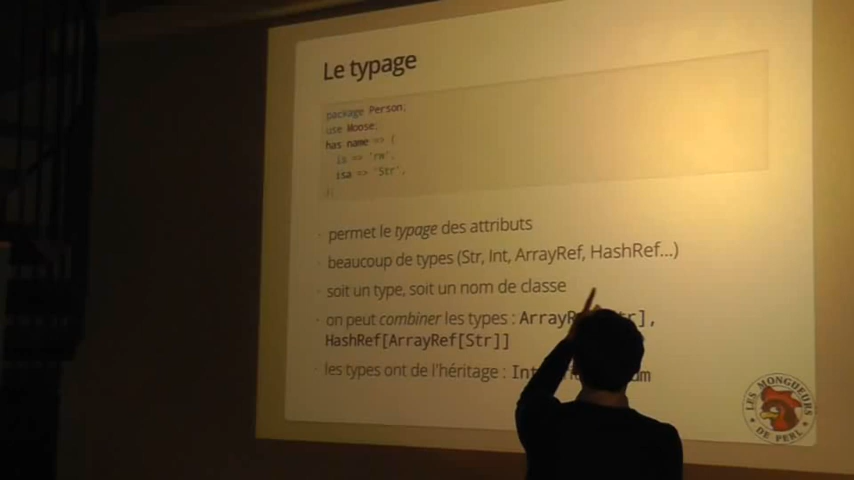 Le typage
package Person;
use Moose;
has name => (
is => 'rw',
isa => 'Str',
);
· permet le typage des attributs
· beaucoup de types (Str, Int, ArrayRef, HashRef...)
· soit un type, soit un nom de classe
· on peut combiner les types :
HashRef[ArrayRef[Str]]
· les types ont de l'héritage : Int
LES MONGUEURS
DE PERL